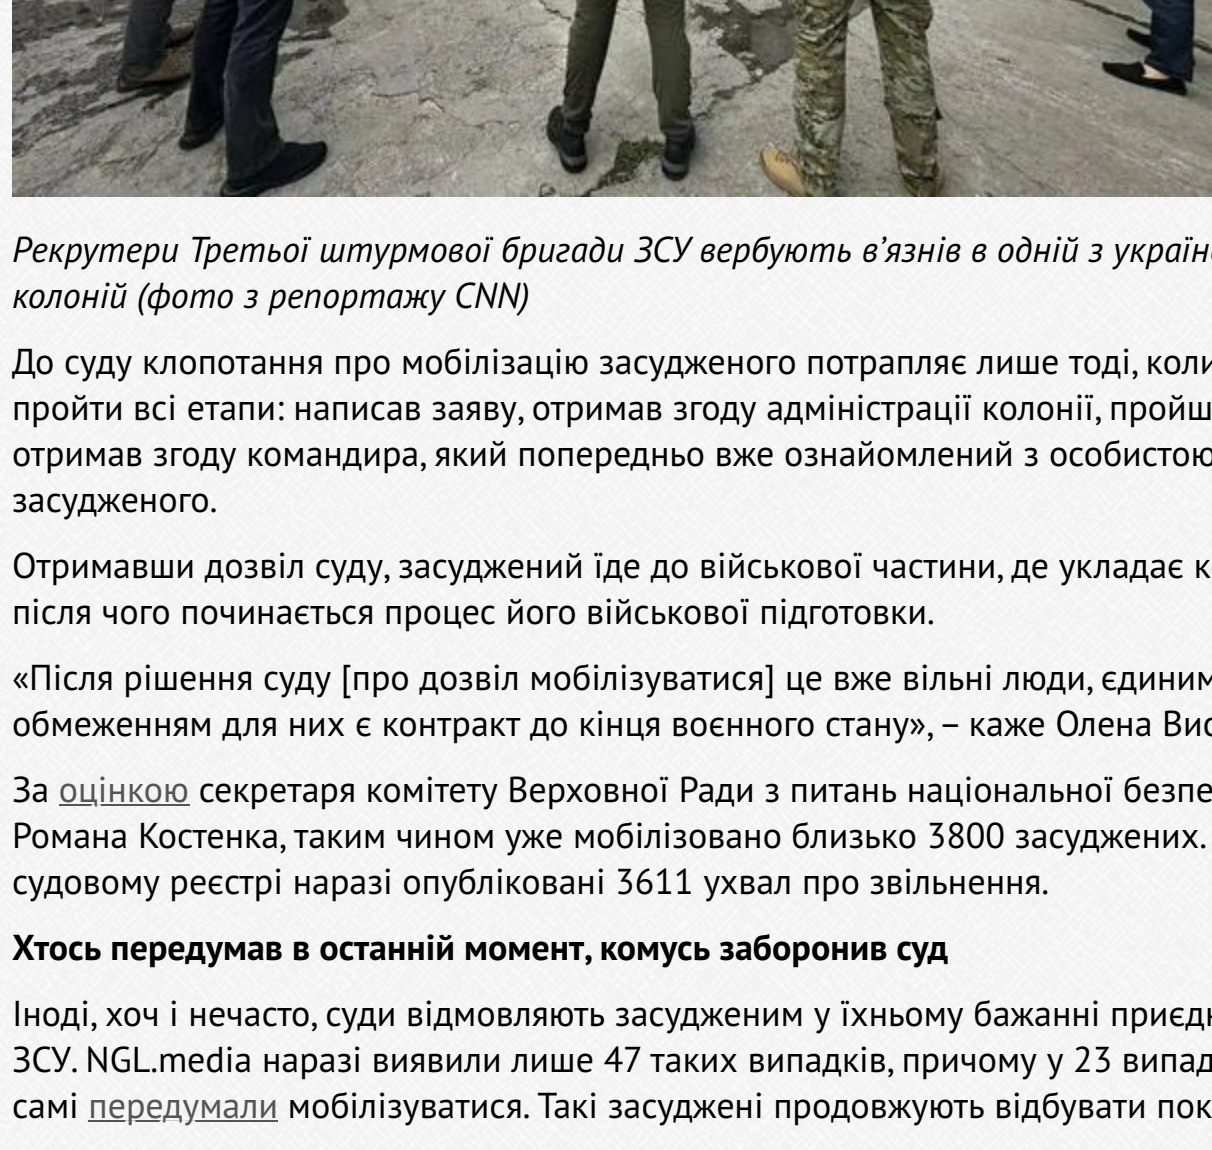 Рекрутери Третьої штурмової бригади ЗСУ вербують в’язнів в одній з
колоній (фото з репортажу CNN)
До суду клопотання про мобілізацію засудженого потрапляє лише тоді, коли
пройти всі етапи: написав заяву, отримав згоду адміністрації колонії,
отримав згоду командира, який попередньо вже ознайомлений з особистою
засудженого.
Отримавши дозвіл суду, засуджений їде до військової частини, де укладає
після чого починається процес його військової підготовки.
«Після рішення суду [про дозвіл мобілізуватися] це вже вільні люди, єдиним
обмеженням для них є контракт до кінця воєнного стану», – каже Олена
За оцінкою секретаря комітету Верховної Ради з питань національної
Романа Костенка, таким чином уже мобілізовано близько 3800 засуджених.
судовому реєстрі наразі опубліковані 3611 ухвал про звільнення.
Хтось передумав в останній момент, комусь заборонив суд
Іноді, хоч і нечасто, суди відмовляють засудженим у їхньому бажанні
ЗСУ. NGL.media наразі виявили лише 47 таких випадків, причому у 23
самі передумали мобілізуватися. Такі засуджені продовжують відбувати